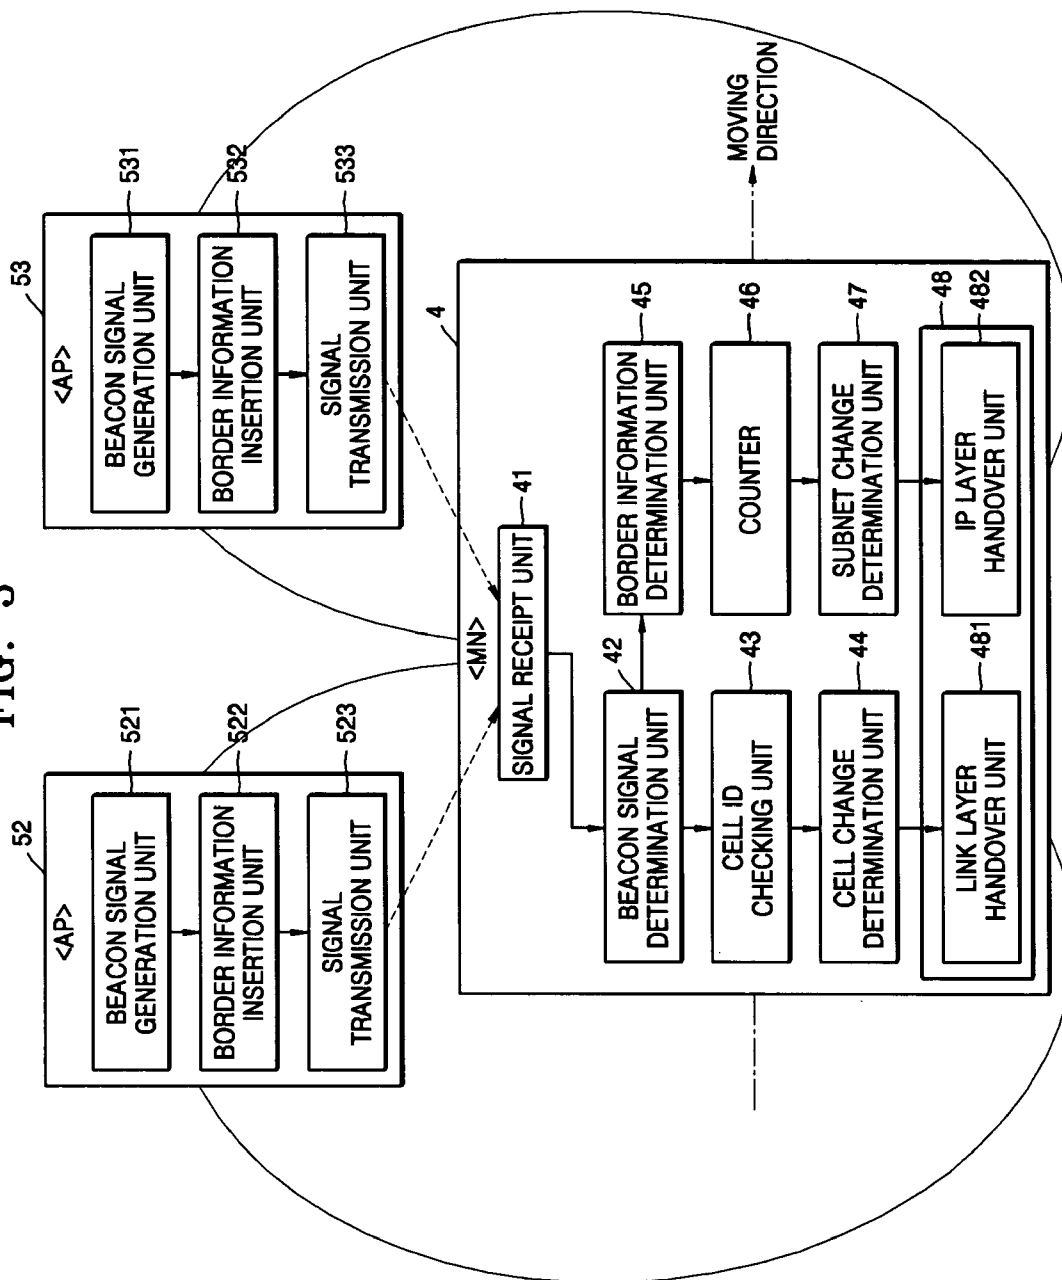 FIG.
52
<AP>
BEACON SIGNAL
GENERATION UNIT
521
BORDER INFORMATION
INSERTION UNIT
522
SIGNAL
TRANSMISSION UNIT
523
53
<AP>
BEACON SIGNAL
GENERATION UNIT
531
BORDER INFORMATION
INSERTION UNIT
532
SIGNAL
TRANSMISSION UNIT
533
4
<MN>
SIGNAL RECEIPT UNIT
41
BEACON SIGNAL
DETERMINATION UNIT
42
CELL ID
CHECKING UNIT
43
CELL CHANGE
DETERMINATION UNIT
44
BORDER INFORMATION
DETERMINATION UNIT
45
COUNTER
46
SUBNET CHANGE
DETERMINATION UNIT
47
48
LINK LAYER
HANDOVER UNIT
481
IP LAYER
HANDOVER UNIT
482
MOVING
DIRECTION